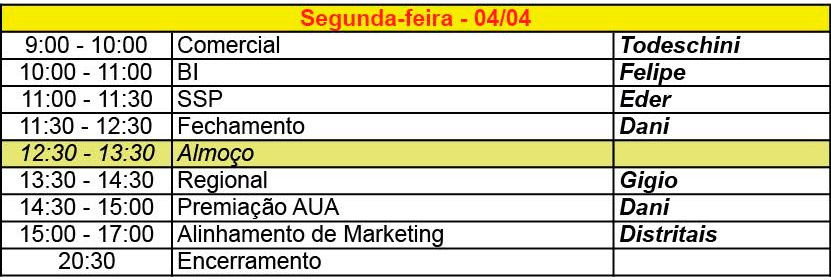 Segunda-feira - 04/04
9:00 - 10:00 Comercial Todeschini
10:00 - 11:00 BI Felipe
11:00 - 11:30 SSP Eder
11:30 - 12:30 Fechamento Dani
12:30 - 13:30 Almoço
13:30 - 14:30 Regional Gigio
14:30 - 15:00 Premiação AUA Dani
15:00 - 17:00 Alinhamento de Marketing Distritais
20:30 Encerramento